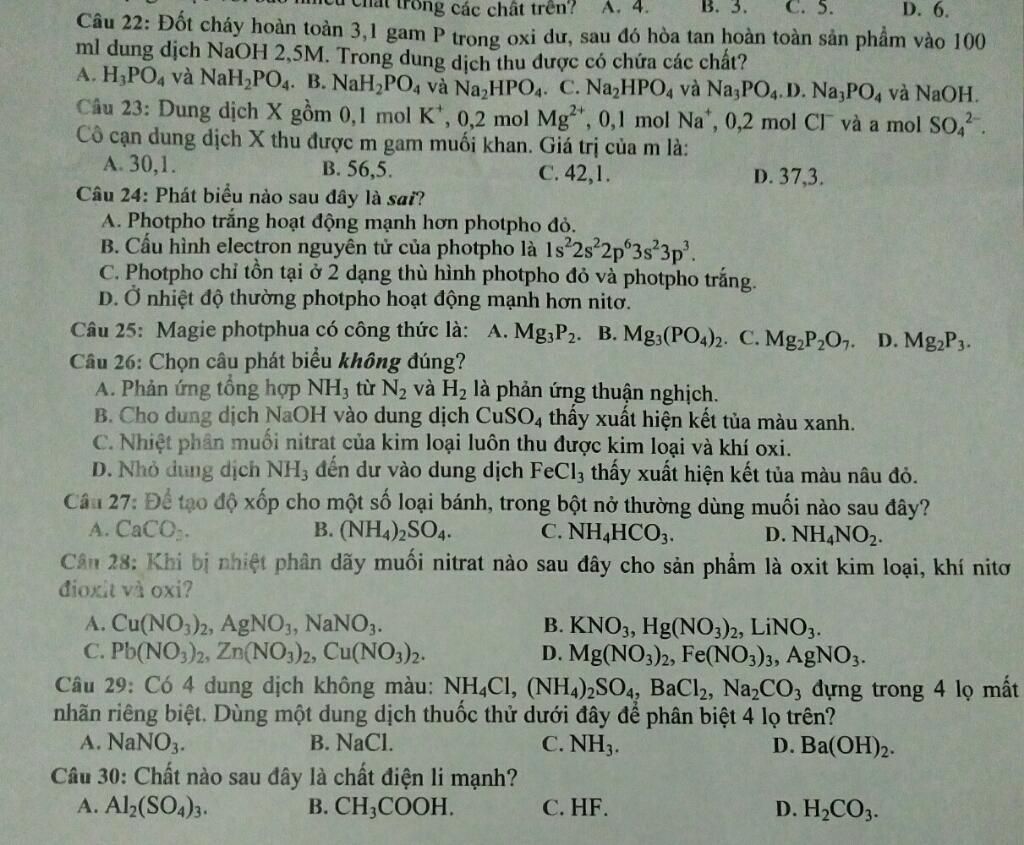 chất trong các chất trên? A. 4. B. 3. C. 5. D. 6.
Câu 22: Đốt cháy hoàn toàn 3,1 gam P trong oxi dư, sau đó hòa tan hoàn toàn sản phẩm vào 100
ml dung dịch NaOH 2,5M. Trong dung dịch thu được có chứa các chất?
A. H₃PO₄ và NaH₂PO₄. B. NaH₂PO₄ và Na₂HPO₄. C. Na₂HPO₄ và Na₃PO₄. D. Na₃PO₄ và NaOH.
Câu 23: Dung dịch X gồm 0,1 mol K⁺, 0,2 mol Mg²⁺, 0,1 mol Na⁺, 0,2 mol Cl⁻ và a mol SO₄²⁻.
Cô cạn dung dịch X thu được m gam muối khan. Giá trị của m là:
A. 30,1. B. 56,5. C. 42,1. D. 37,3.
Câu 24: Phát biểu nào sau đây là sai?
A. Photpho trắng hoạt động mạnh hơn photpho đỏ.
B. Cấu hình electron nguyên tử của photpho là 1s²2s²2p⁶3s²3p³.
C. Photpho chỉ tồn tại ở 2 dạng thù hình photpho đỏ và photpho trắng.
D. Ở nhiệt độ thường photpho hoạt động mạnh hơn nitơ.
Câu 25: Magie photphua có công thức là: A. Mg₃P₂. B. Mg₃(PO₄)₂. C. Mg₂P₂O₇. D. Mg₂P₃.
Câu 26: Chọn câu phát biểu không đúng?
A. Phản ứng tổng hợp NH₃ từ N₂ và H₂ là phản ứng thuận nghịch.
B. Cho dung dịch NaOH vào dung dịch CuSO₄ thấy xuất hiện kết tủa màu xanh.
C. Nhiệt phân muối nitrat của kim loại luôn thu được kim loại và khí oxi.
D. Nhỏ dung dịch NH₃ đến dư vào dung dịch FeCl₃ thấy xuất hiện kết tủa màu nâu đỏ.
Câu 27: Để tạo độ xốp cho một số loại bánh, trong bột nở thường dùng muối nào sau đây?
A. CaCO₃. B. (NH₄)₂SO₄. C. NH₄HCO₃. D. NH₄NO₂.
Câu 28: Khi bị nhiệt phân dãy muối nitrat nào sau đây cho sản phẩm là oxit kim loại, khí nitơ
đioxit và oxi?
A. Cu(NO₃)₂, AgNO₃, NaNO₃. B. KNO₃, Hg(NO₃)₂, LiNO₃.
C. Pb(NO₃)₂, Zn(NO₃)₂, Cu(NO₃)₂. D. Mg(NO₃)₂, Fe(NO₃)₃, AgNO₃.
Câu 29: Có 4 dung dịch không màu: NH₄Cl, (NH₄)₂SO₄, BaCl₂, Na₂CO₃ đựng trong 4 lọ mất
nhãn riêng biệt. Dùng một dung dịch thuốc thử dưới đây để phân biệt 4 lọ trên?
A. NaNO₃. B. NaCl. C. NH₃. D. Ba(OH)₂.
Câu 30: Chất nào sau đây là chất điện li mạnh?
A. Al₂(SO₄)₃. B. CH₃COOH. C. HF. D. H₂CO₃.